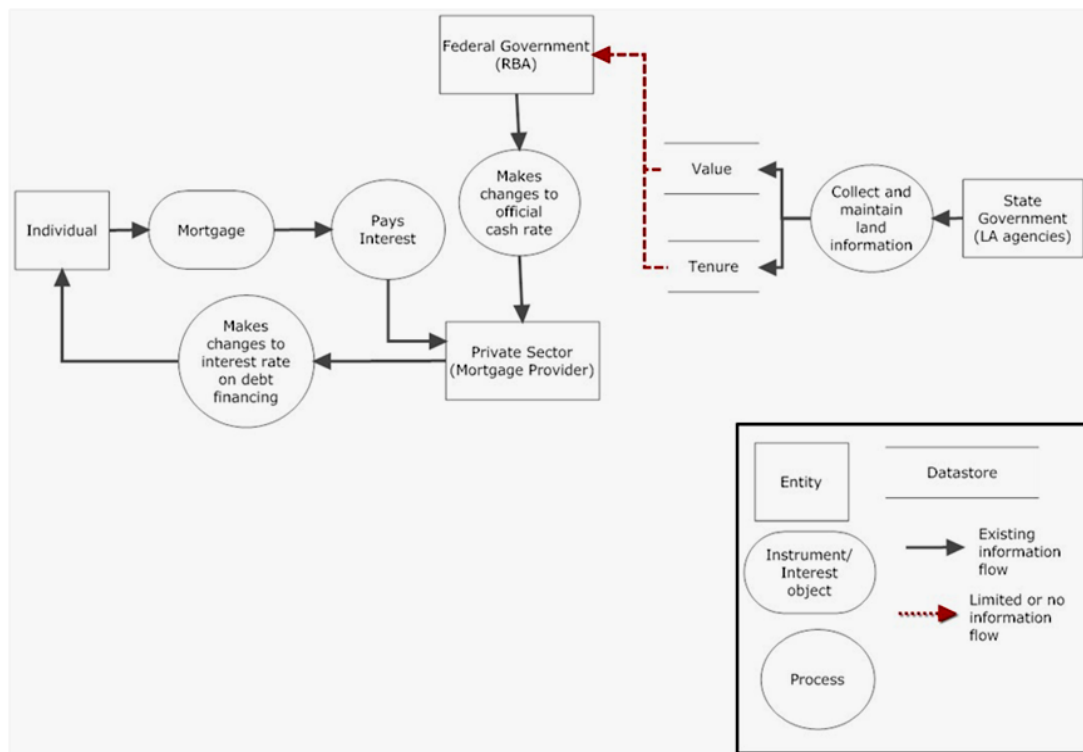 Federal Government
(RBA)
Makes
changes to
official
cash rate
Value
Tenure
Collect and
maintain
land
information
State
Government
(LA agencies)
Individual
Mortgage
Pays
Interest
Makes
changes to
interest rate
on debt
financing
Private Sector
(Mortgage Provider)
Entity
Datastore
Instrument/
Interest
object
Existing
information
flow
Limited or no
information
flow
Process